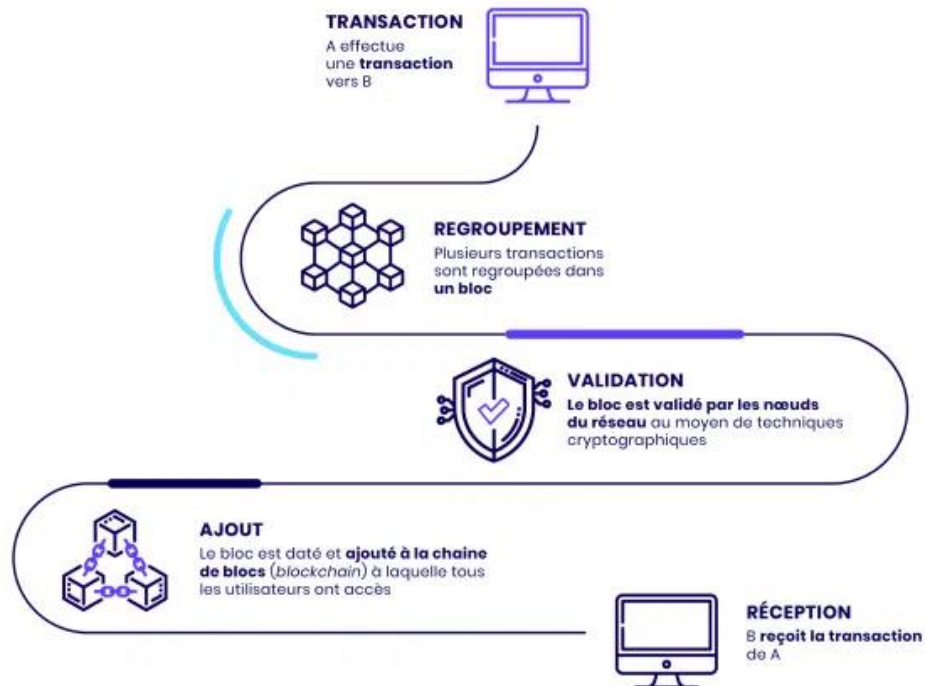 TRANSACTION
A effectue
une transaction
vers B
REGROUPEMENT
Plusieurs transactions
sont regroupées dans
un bloc
VALIDATION
Le bloc est validé par les nœuds
du réseau au moyen de techniques
cryptographiques
AJOUT
Le bloc est daté et ajouté à la chaine
de blocs (blockchain) à laquelle tous
les utilisateurs ont accès
RÉCEPTION
B reçoit la transaction
de A